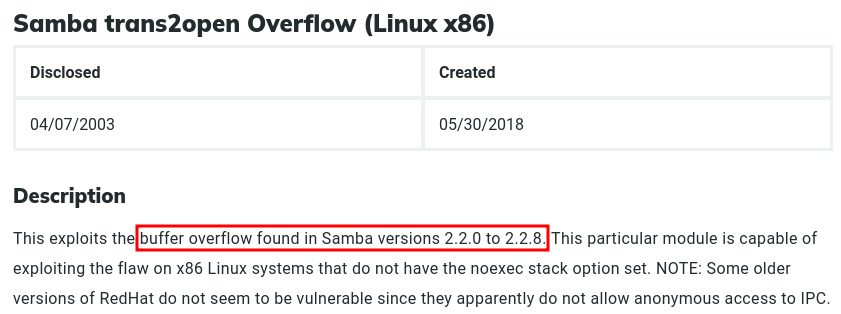 Samba trans2open Overflow (Linux x86)
Disclosed
Created
04/07/2003
05/30/2018
Description
This exploits the buffer overflow found in Samba versions 2.2.0 to 2.2.8. This particular module is capable of
exploiting the flaw on x86 Linux systems that do not have the noexec stack option set. NOTE: Some older
versions of RedHat do not seem to be vulnerable since they apparently do not allow anonymous access to IPC.